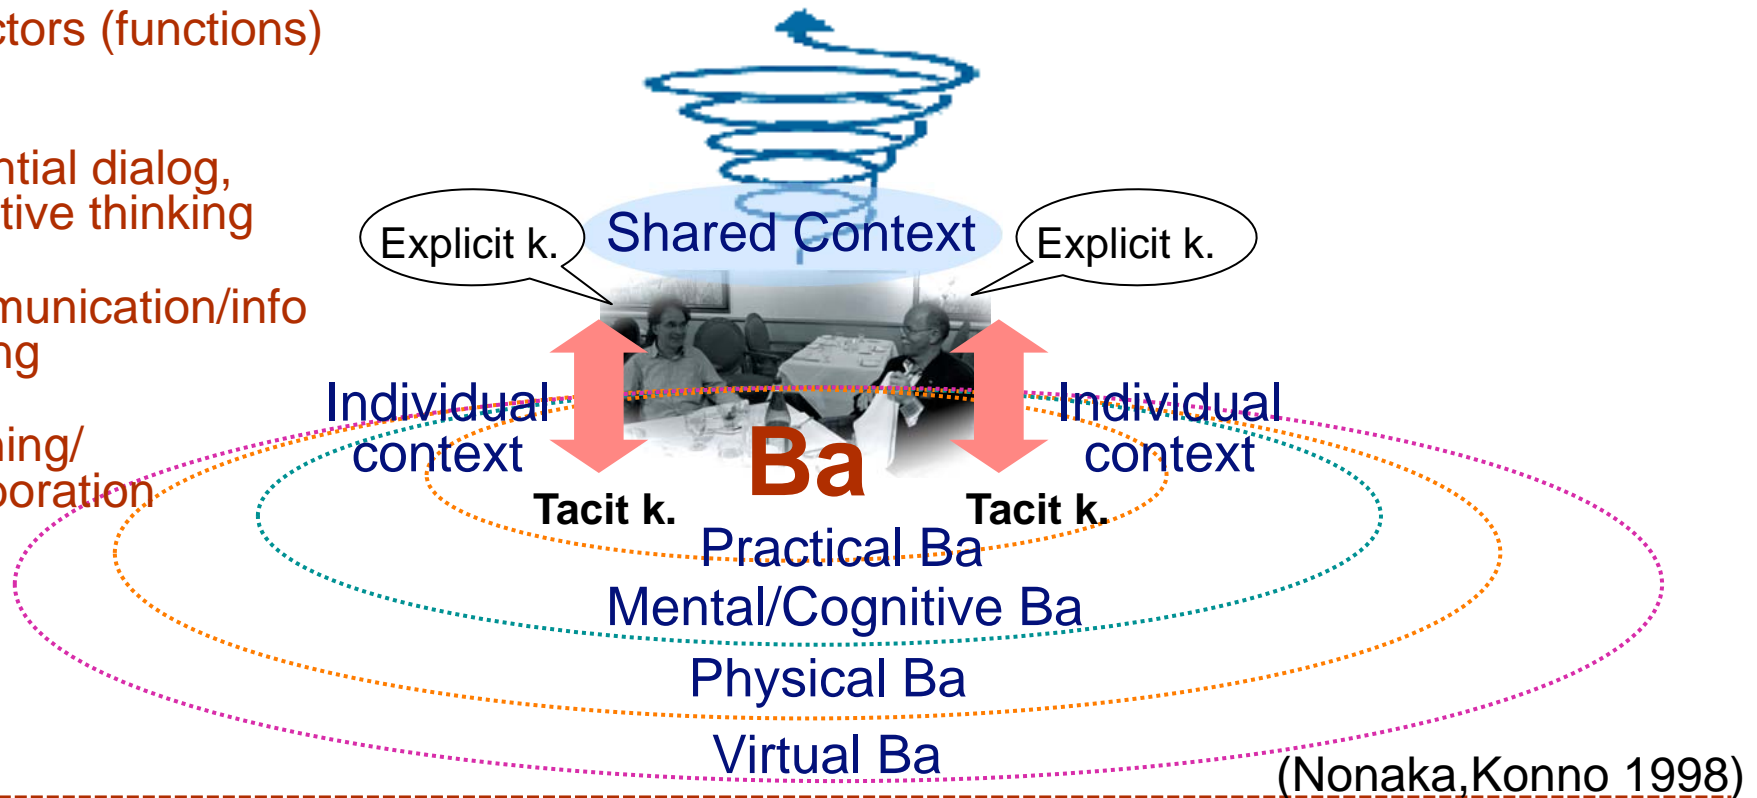 ctors (functions)
ntial dialog,
tive thinking
munication/info
ng
ning/
boration
Explicit k.
Shared Context
Explicit k.
Individual
context
Individual
context
Ba
Tacit k.
Tacit k.
Practical Ba
Mental/Cognitive Ba
Physical Ba
Virtual Ba
(Nonaka,Konno 1998)